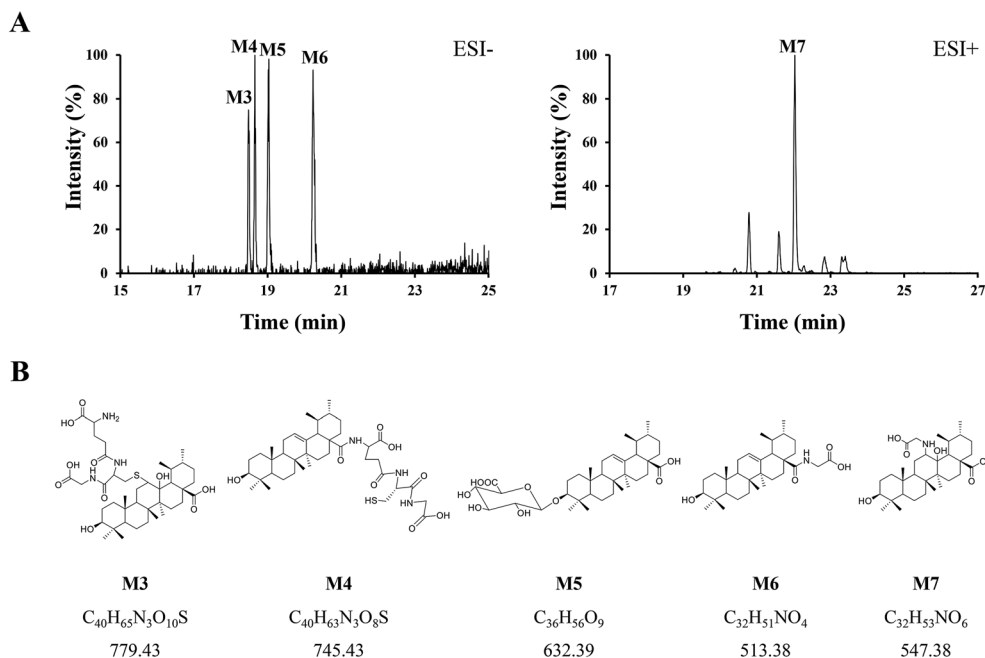 A
ESI-
M4
M5
M6
M3
Intensity (%)
100
80
60
40
20
0
15
17
19
21
23
25
Time (min)
ESI+
M7
Intensity (%)
100
80
60
40
20
0
17
19
21
23
25
27
Time (min)
B
M3
M4
M5
M6
M7
C₄₀H₆₅N₃O₁₀S
C₄₀H₆₃N₃O₈S
C₃₆H₅₆O₉
C₃₂H₅₁NO₄
C₃₂H₅₃NO₆
779.43
745.43
632.39
513.38
547.38